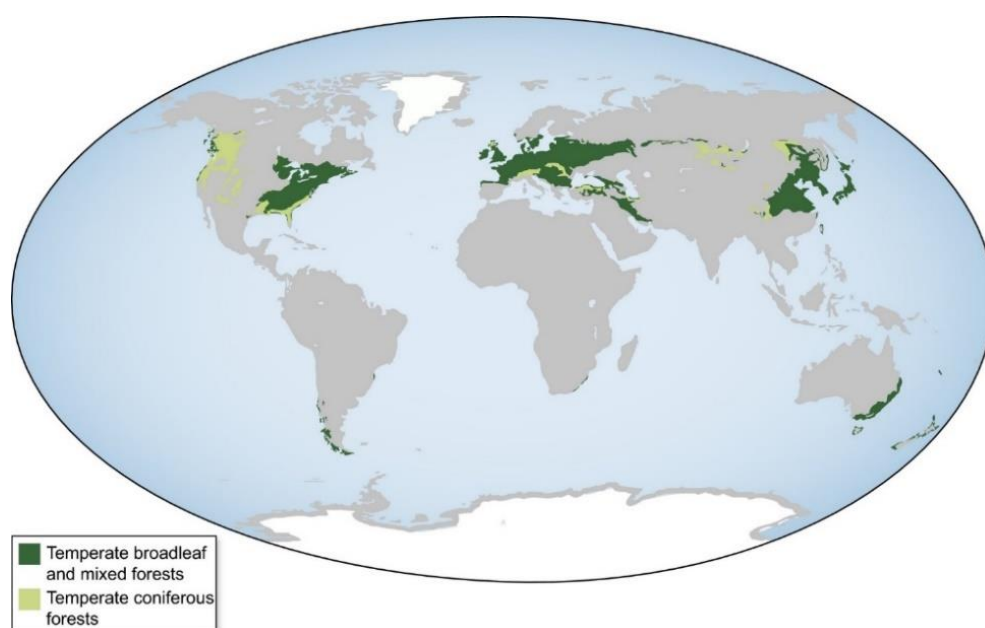 Temperate broadleaf
and mixed forests
Temperate coniferous
forests